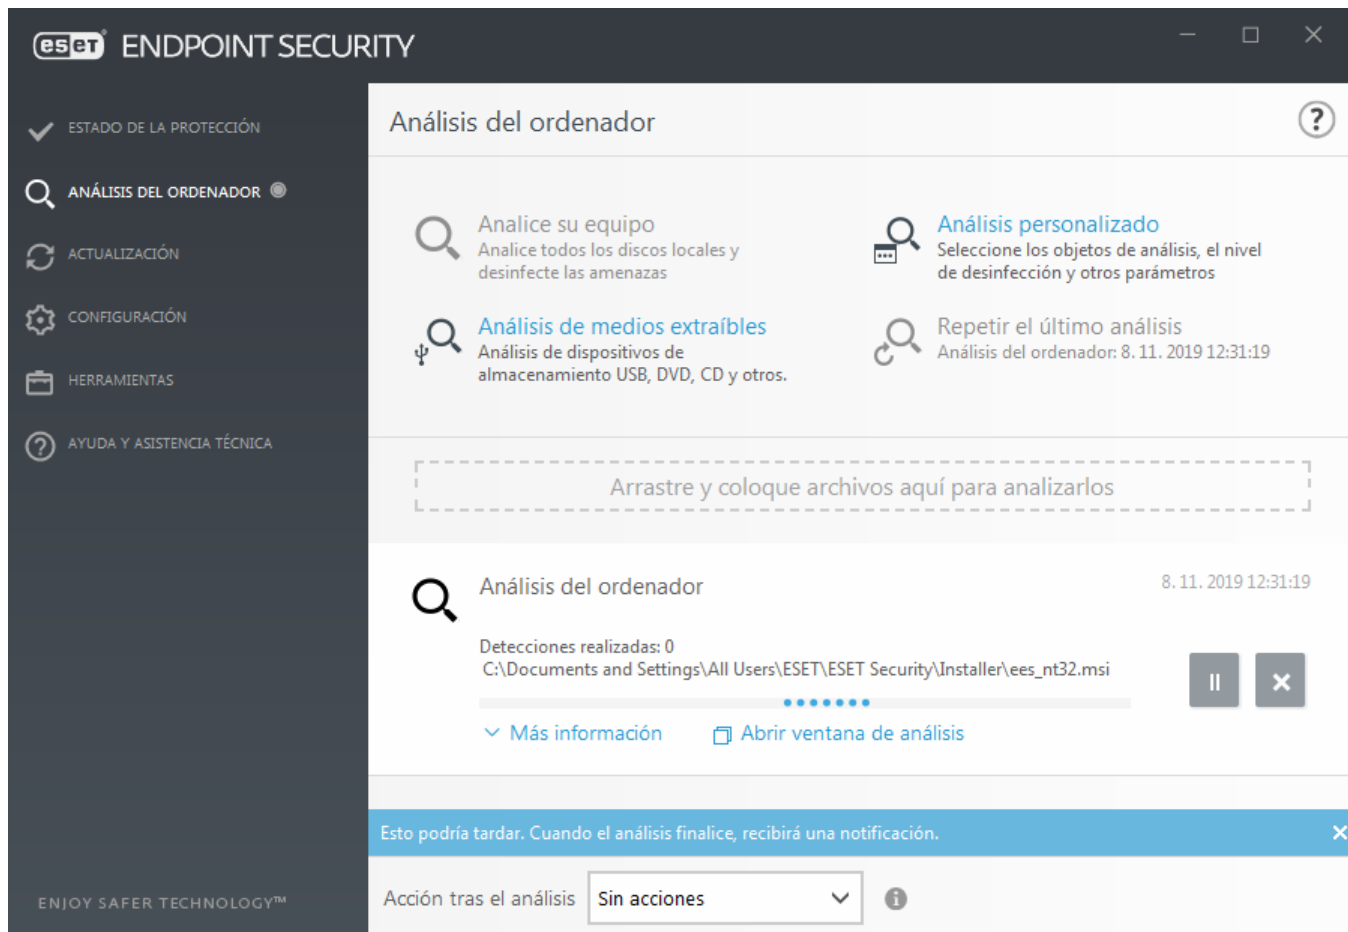 eset ENDPOINT SECURITY
ESTADO DE LA PROTECCIÓN
ANÁLISIS DEL ORDENADOR
ACTUALIZACIÓN
CONFIGURACIÓN
HERRAMIENTAS
AYUDA Y ASISTENCIA TÉCNICA
ENJOY SAFER TECHNOLOGY™
Análisis del ordenador
?
Analice su equipo
Analice todos los discos locales y
desinfecte las amenazas
Análisis personalizado
Seleccione los objetos de análisis, el nivel
de desinfección y otros parámetros
Análisis de medios extraíbles
Análisis de dispositivos de
almacenamiento USB, DVD, CD y otros.
Repetir el último análisis
Análisis del ordenador: 8. 11. 2019 12:31:19
Arrastre y coloque archivos aquí para analizarlos
Análisis del ordenador
8. 11. 2019 12:31:19
Detecciones realizadas: 0
C:\Documents and Settings\All Users\ESET\ESET Security\Installer\ees_nt32.msi
Más información
Abrir ventana de análisis
Esto podría tardar. Cuando el análisis finalice, recibirá una notificación.
Acción tras el análisis
Sin acciones